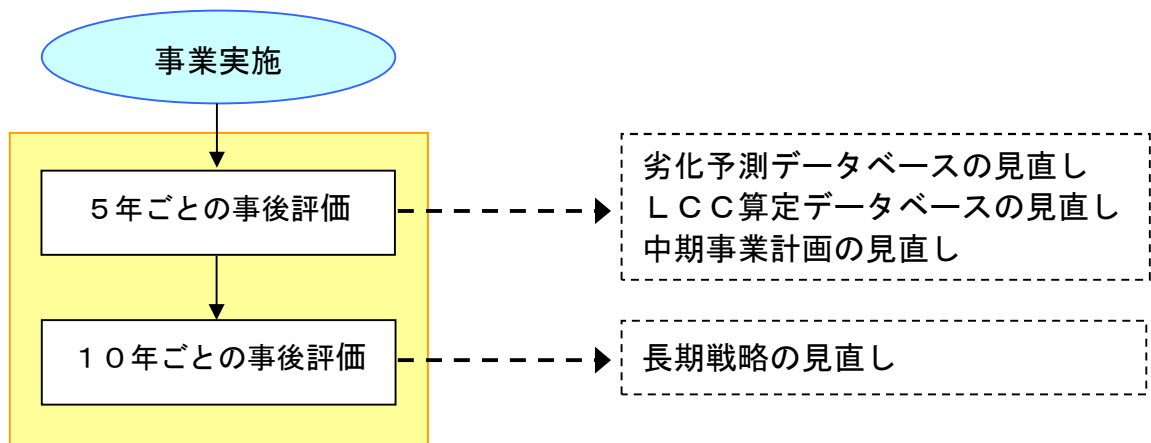 事業実施
５年ごとの事後評価
劣化予測データベースの見直し
ＬＣＣ算定データベースの見直し
中期事業計画の見直し
１０年ごとの事後評価
長期戦略の見直し